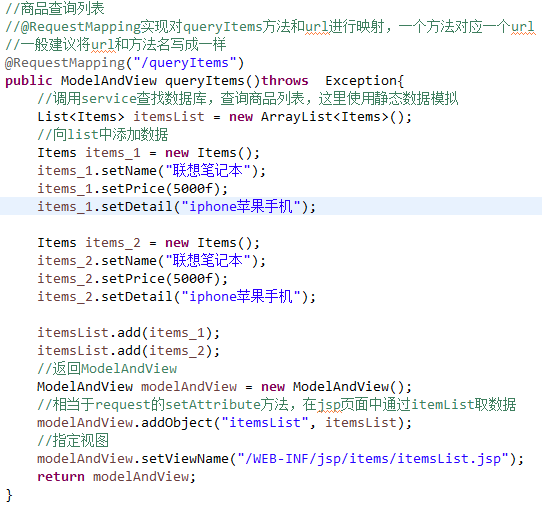 //商品查询列表
//@RequestMapping实现对queryItems方法和url进行映射，一个方法对应一个url
//一般建议将url和方法名写成一样
@RequestMapping("/queryItems")
public ModelAndView queryItems()throws  Exception{
    //调用service查找数据库，查询商品列表，这里使用静态数据模拟
    List<Items> itemsList = new ArrayList<Items>();
    //向list中添加数据
    Items items_1 = new Items();
    items_1.setName("联想笔记本");
    items_1.setPrice(5000f);
    items_1.setDetail("iphone苹果手机");

    Items items_2 = new Items();
    items_2.setName("联想笔记本");
    items_2.setPrice(5000f);
    items_2.setDetail("iphone苹果手机");

    itemsList.add(items_1);
    itemsList.add(items_2);
    //返回ModelAndView
    ModelAndView modelAndView = new ModelAndView();
    //相当于request的setAttribute方法，在jsp页面中通过itemList取数据
    modelAndView.addObject("itemsList", itemsList);
    //指定视图
    modelAndView.setViewName("/WEB-INF/jsp/items/itemsList.jsp");
    return modelAndView;
}